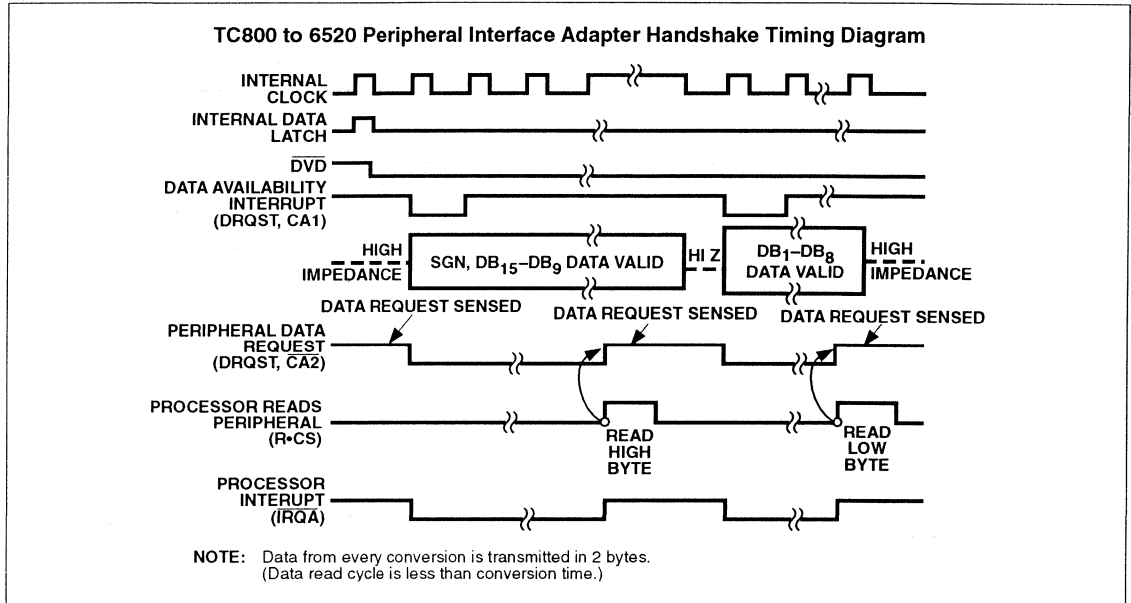 TC800 to 6520 Peripheral Interface Adapter Handshake Timing Diagram
INTERNAL
CLOCK
INTERNAL DATA
LATCH
D̅V̅D̅
DATA AVAILABILITY
INTERRUPT
(DRQST, CA1)
HIGH
IMPEDANCE
SGN, DB15–DB9 DATA VALID
HI Z
DB1–DB8
DATA VALID
HIGH
IMPEDANCE
DATA REQUEST SENSED
DATA REQUEST SENSED
DATA REQUEST SENSED
PERIPHERAL DATA
REQUEST
(DRQST, C̅A̅2̅)
PROCESSOR READS
PERIPHERAL
(R•CS)
READ
HIGH
BYTE
READ
LOW
BYTE
PROCESSOR
INTERUPT
(I̅R̅Q̅A̅)
NOTE: Data from every conversion is transmitted in 2 bytes.
(Data read cycle is less than conversion time.)